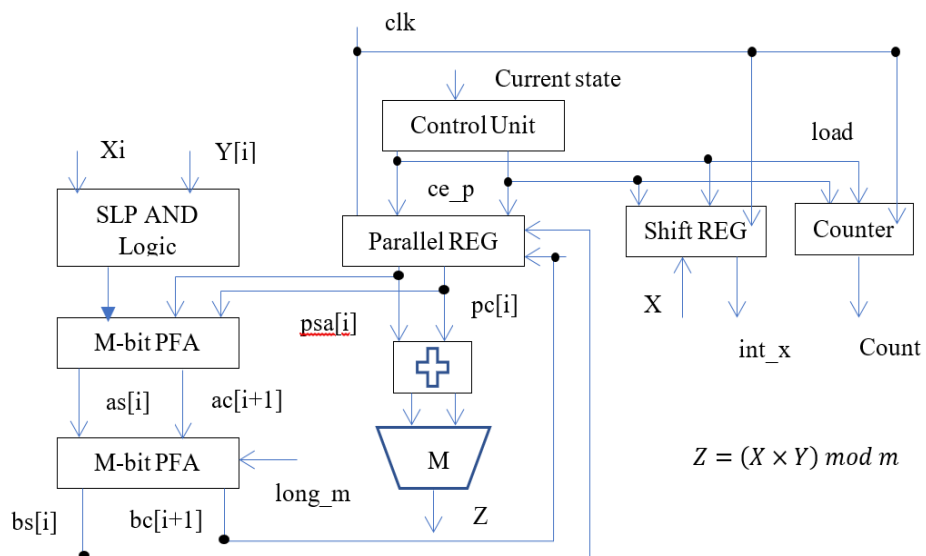 clk
Current state
Control Unit
load
Xi
Y[i]
ce_p
SLP AND
Logic
Parallel REG
Shift REG
Counter
psa[i]
pc[i]
X
M-bit PFA
int_x
Count
as[i]
ac[i+1]
M-bit PFA
M
Z = (X × Y) mod m
long_m
Z
bs[i]
bc[i+1]